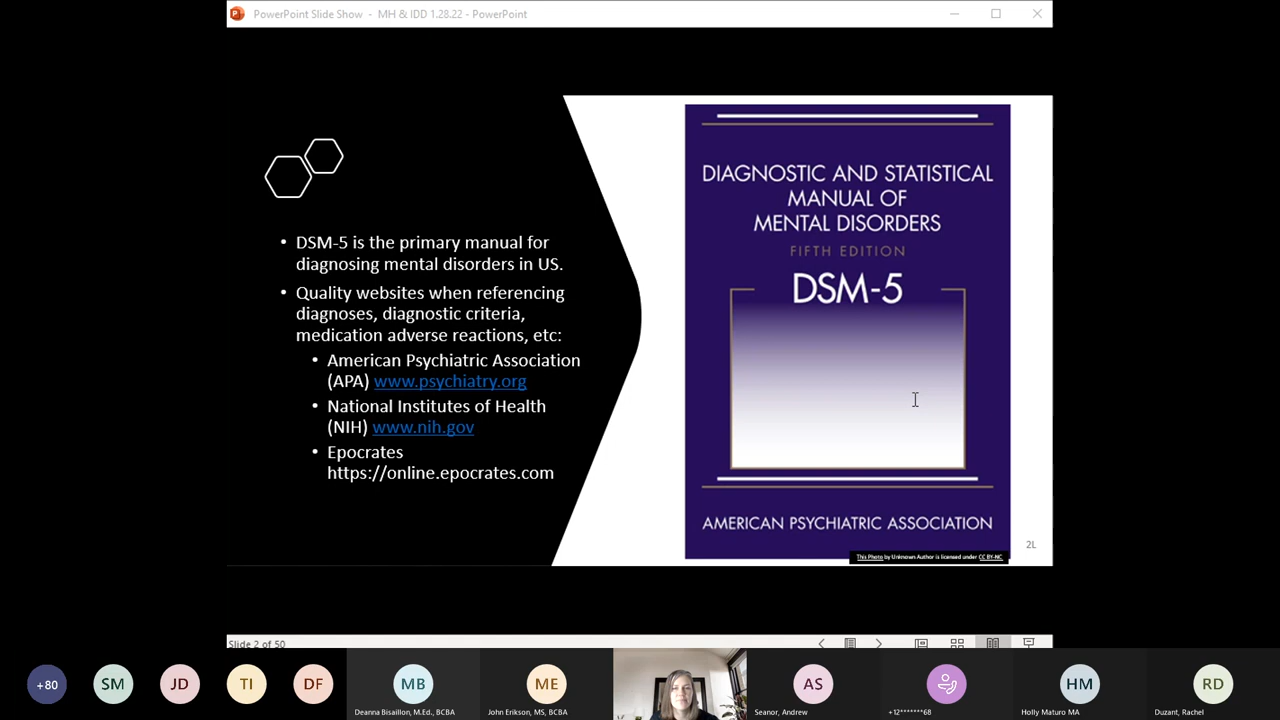 PowerPoint Slide Show - MH & IDD 1.28.22 - PowerPoint
• DSM-5 is the primary manual for
diagnosing mental disorders in US.
• Quality websites when referencing
diagnoses, diagnostic criteria,
medication adverse reactions, etc:
• American Psychiatric Association
(APA) www.psychiatry.org
• National Institutes of Health
(NIH) www.nih.gov
• Epocrates
https://online.epocrates.com
DIAGNOSTIC AND STATISTICAL
MANUAL OF
MENTAL DISORDERS
FIFTH EDITION
DSM-5
AMERICAN PSYCHIATRIC ASSOCIATION
This Photo by Unknown Author is licensed under CC BY-NC
2L
Slide 2 of 50
+80
SM
JD
TI
DF
MB
Deanna Bisaillon, M.Ed., BCBA
ME
John Erikson, MS, BCBA
AS
Seanor, Andrew
+12*******68
HM
Holly Maturo MA
RD
Duzant, Rachel